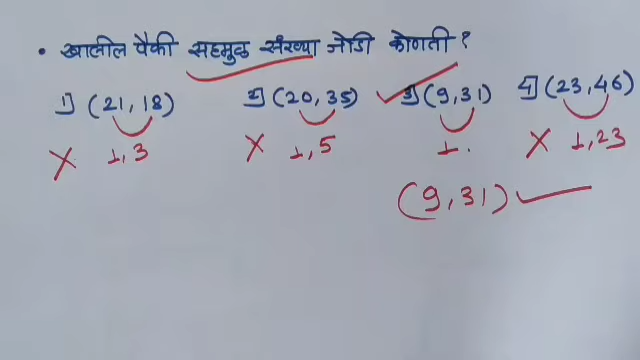 • खालील पैकी सहमुळ संख्या जोडी कोणती ?
1] (21, 18) 2] (20, 35) 3] (9, 31) 4] (23, 46)
1, 3 1, 5 1. 1, 23
(9, 31)